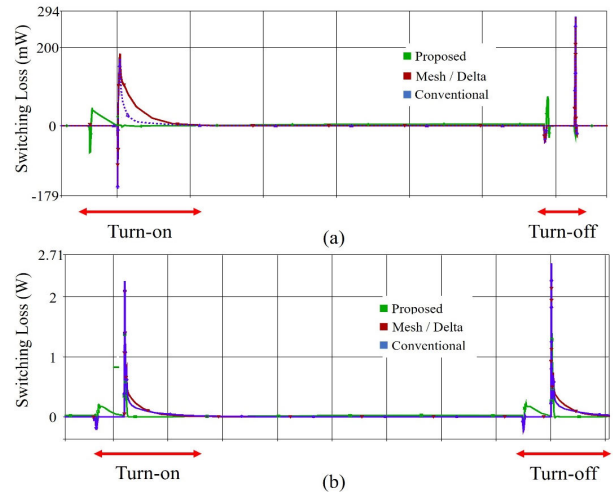 294
200
0
-179
Switching Loss (mW)
Proposed
Mesh / Delta
Conventional
Turn-on
(a)
Turn-off
2.71
2
1
0
Switching Loss (W)
Proposed
Mesh / Delta
Conventional
Turn-on
(b)
Turn-off